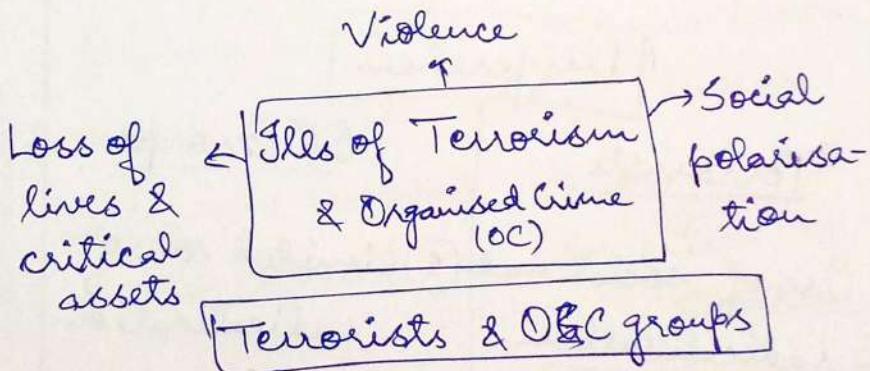 Violence
Loss of
lives &
critical
assets
Ills of Terrorism
& Organised Crime
(OC)
Social
polarisa-
tion
Terrorists & OC groups